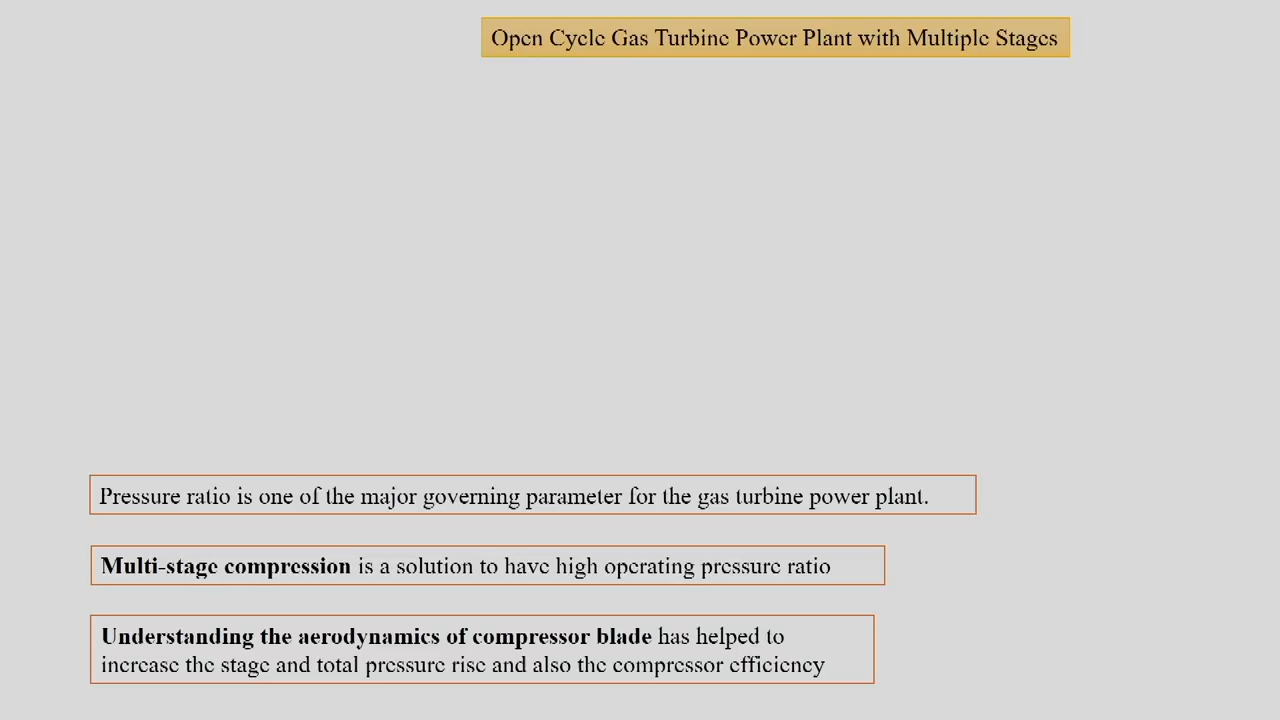 Open Cycle Gas Turbine Power Plant with Multiple Stages
Pressure ratio is one of the major governing parameter for the gas turbine power plant.
Multi-stage compression is a solution to have high operating pressure ratio
Understanding the aerodynamics of compressor blade has helped to
increase the stage and total pressure rise and also the compressor efficiency